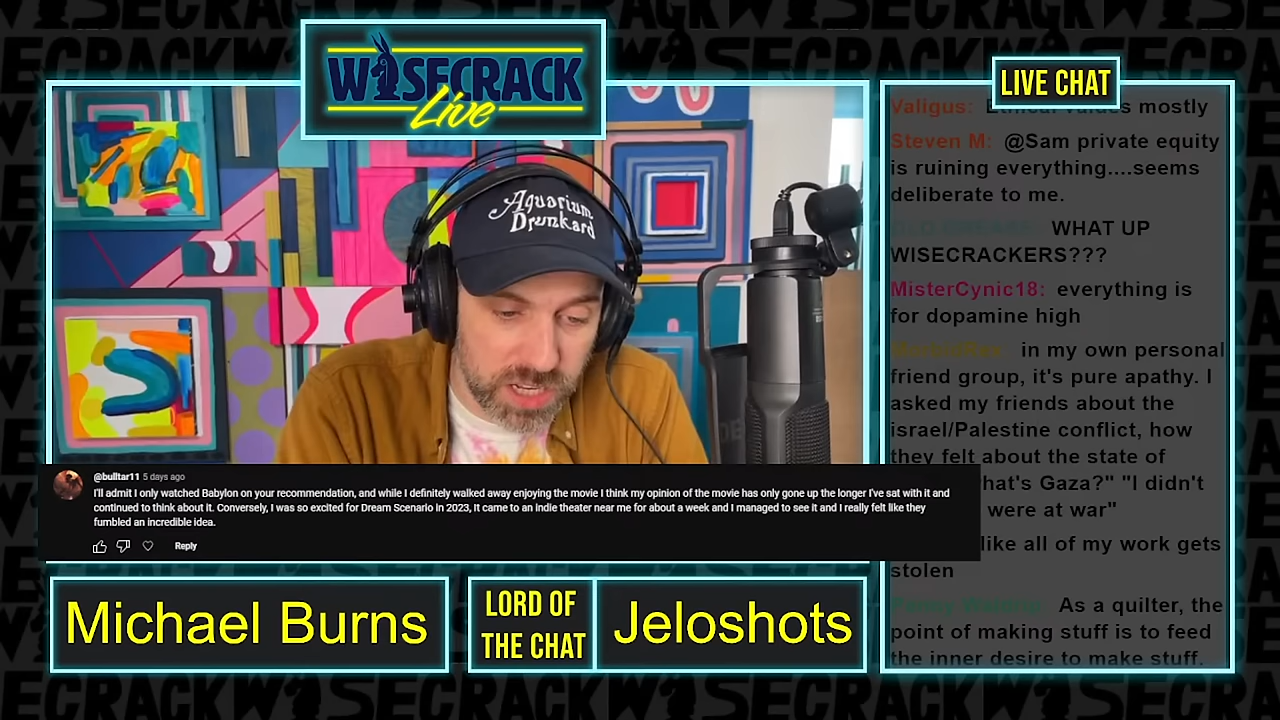 WISECRACK
Live
LIVE CHAT
Aquarium
Drunkard
Valigus: Ethical values mostly
Steven M: @Sam private equity
is ruining everything....seems
deliberate to me.
WHAT UP
WISECRACKERS???
MisterCynic18: everything is
for dopamine high
in my own personal
friend group, it's pure apathy. I
asked my friends about the
israel/Palestine conflict, how
they felt about the state of
hat's Gaza?" "I didn't
were at war"
like all of my work gets
stolen
As a quilter, the
point of making stuff is to feed
the inner desire to make stuff.
@bulltar11 5 days ago
I'll admit I only watched Babylon on your recommendation, and while I definitely walked away enjoying the movie I think my opinion of the movie has only gone up the longer I've sat with it and
continued to think about it. Conversely, I was so excited for Dream Scenario in 2023, It came to an indie theater near me for about a week and I managed to see it and I really felt like they
fumbled an incredible idea.
Reply
Michael Burns
LORD OF
THE CHAT
Jeloshots